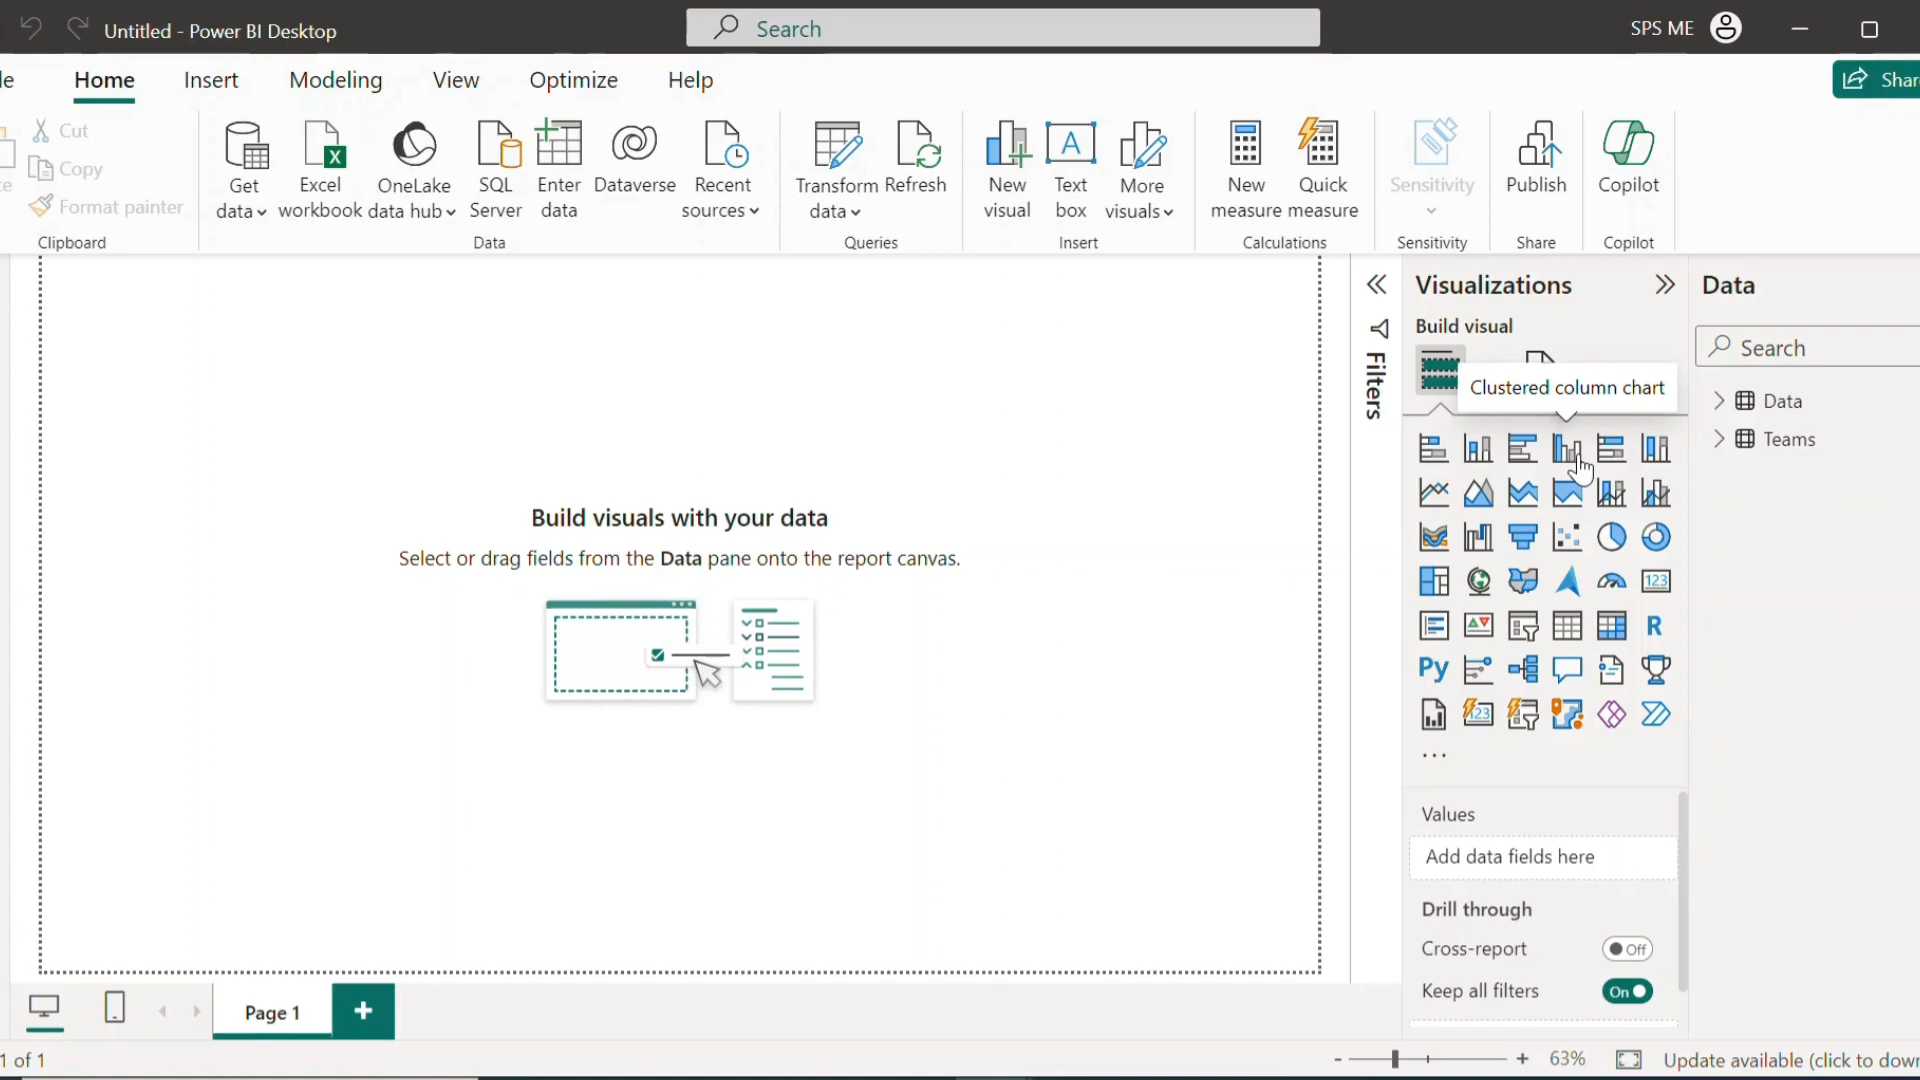 Untitled - Power BI Desktop
Search
SPS ME
le
Home
Insert
Modeling
View
Optimize
Help
Shar
te
Cut
Copy
Format painter
Clipboard
Get data
Excel workbook
OneLake data hub
SQL Server
Enter data
Dataverse
Recent sources
Data
Transform data
Refresh
Queries
New visual
A
Text box
More visuals
Insert
New measure
Quick measure
Calculations
Sensitivity
Sensitivity
Publish
Share
Copilot
Copilot
Build visuals with your data
Select or drag fields from the Data pane onto the report canvas.
Filters
Visualizations
Build visual
Clustered column chart
123
R
Py
123
Values
Add data fields here
Drill through
Cross-report
Off
Keep all filters
On
Data
Search
Data
Teams
Page 1
1 of 1
63%
Update available (click to down